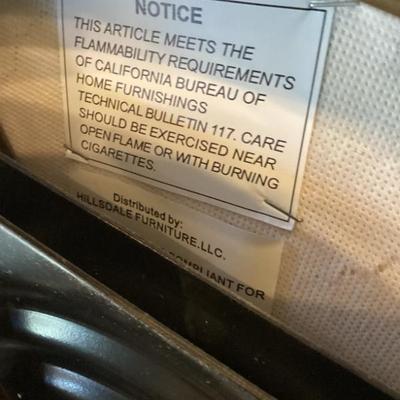 NOTICE
THIS ARTICLE MEETS THE
FLAMMABILITY REQUIREMENTS
OF CALIFORNIA BUREAU OF
HOME FURNISHINGS
TECHNICAL BULLETIN 117. CARE
SHOULD BE EXERCISED NEAR
OPEN FLAME OR WITH BURNING
CIGARETTES.
Distributed by:
HILLSDALE FURNITURE, LLC.
COMPLIANT FOR